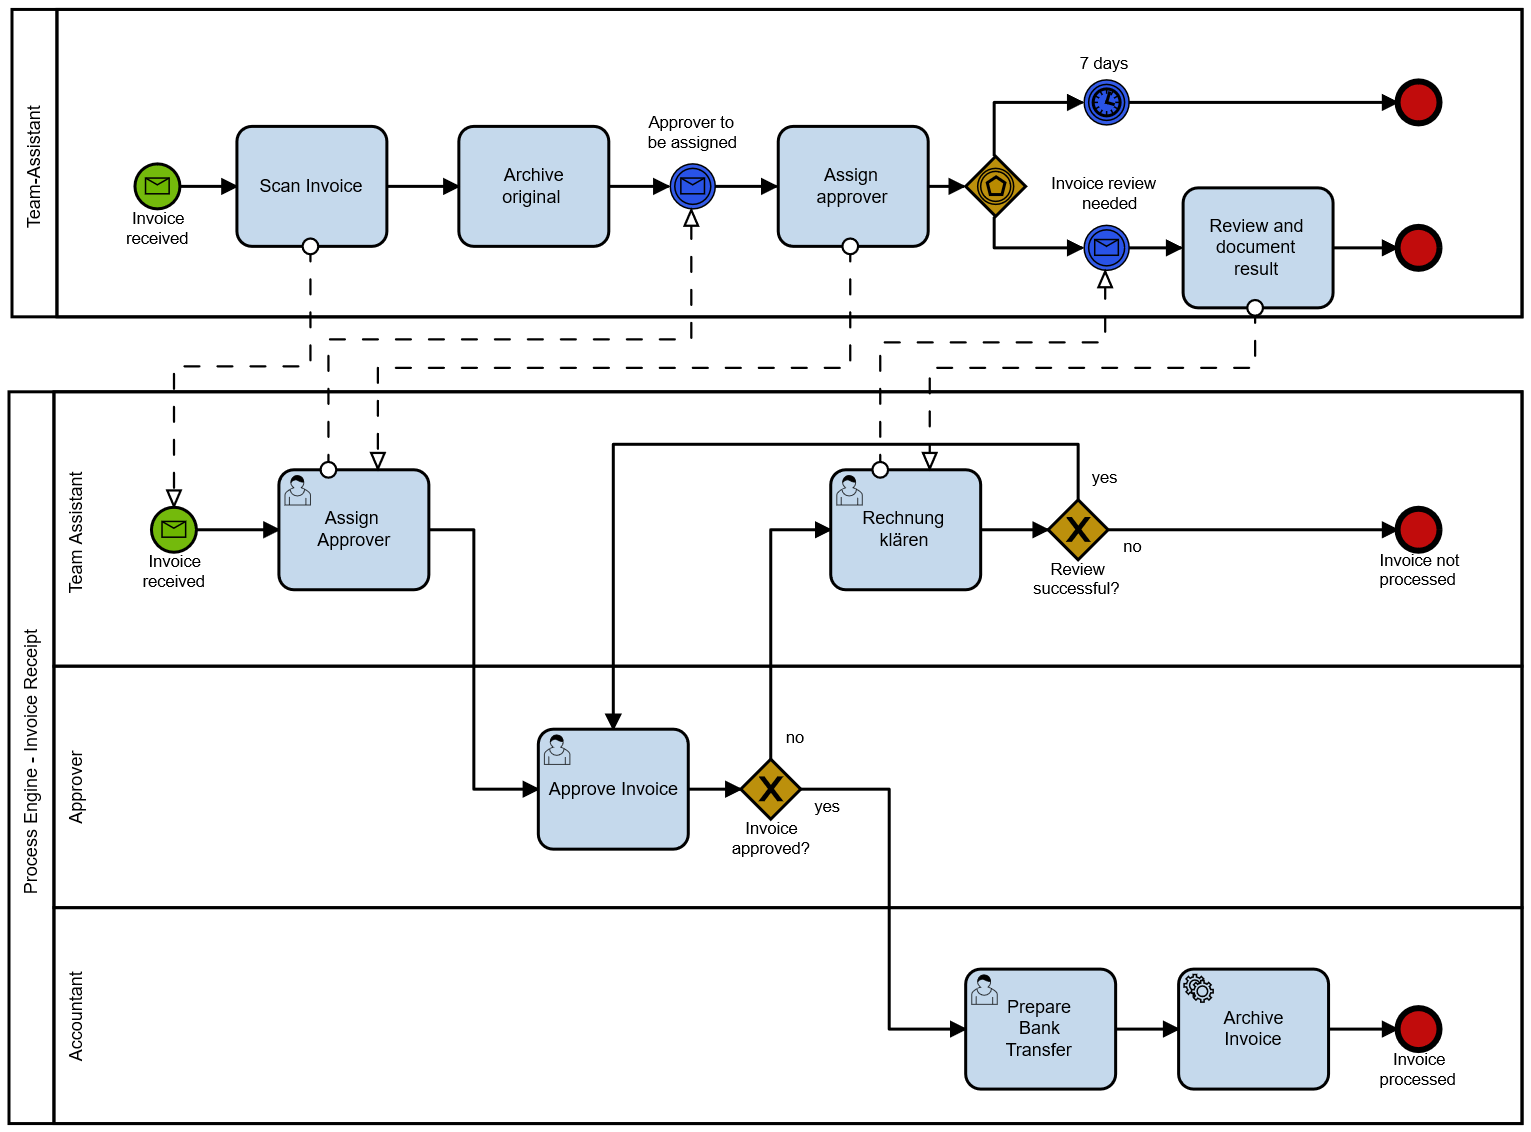 Team-Assistant
Invoice
received
Scan Invoice
Archive
original
Approver to
be assigned
Assign
approver
7 days
Invoice review
needed
Review and
document
result
Process Engine - Invoice Receipt
Team Assistant
Invoice
received
Assign
Approver
Rechnung
klären
yes
no
Review
successful?
Invoice not
processed
Approver
Approve Invoice
no
yes
Invoice
approved?
Accountant
Prepare
Bank
Transfer
Archive
Invoice
Invoice
processed